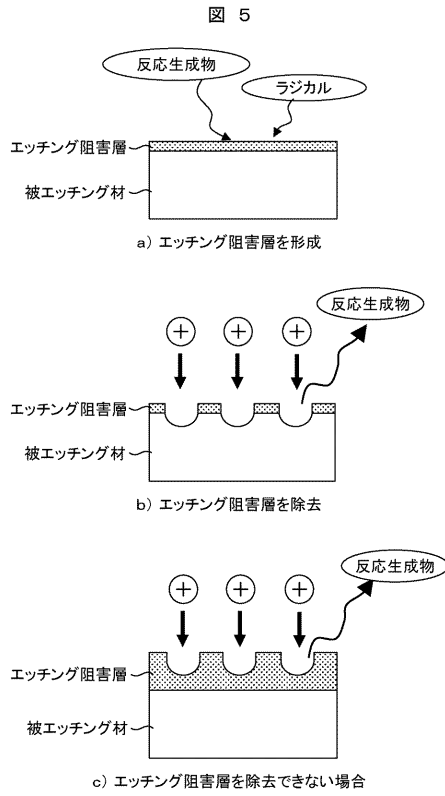 図 5
反応生成物
ラジカル
エッチング阻害層
被エッチング材
a) エッチング阻害層を形成
反応生成物
+ + +
エッチング阻害層
被エッチング材
b) エッチング阻害層を除去
反応生成物
+ + +
エッチング阻害層
被エッチング材
c) エッチング阻害層を除去できない場合